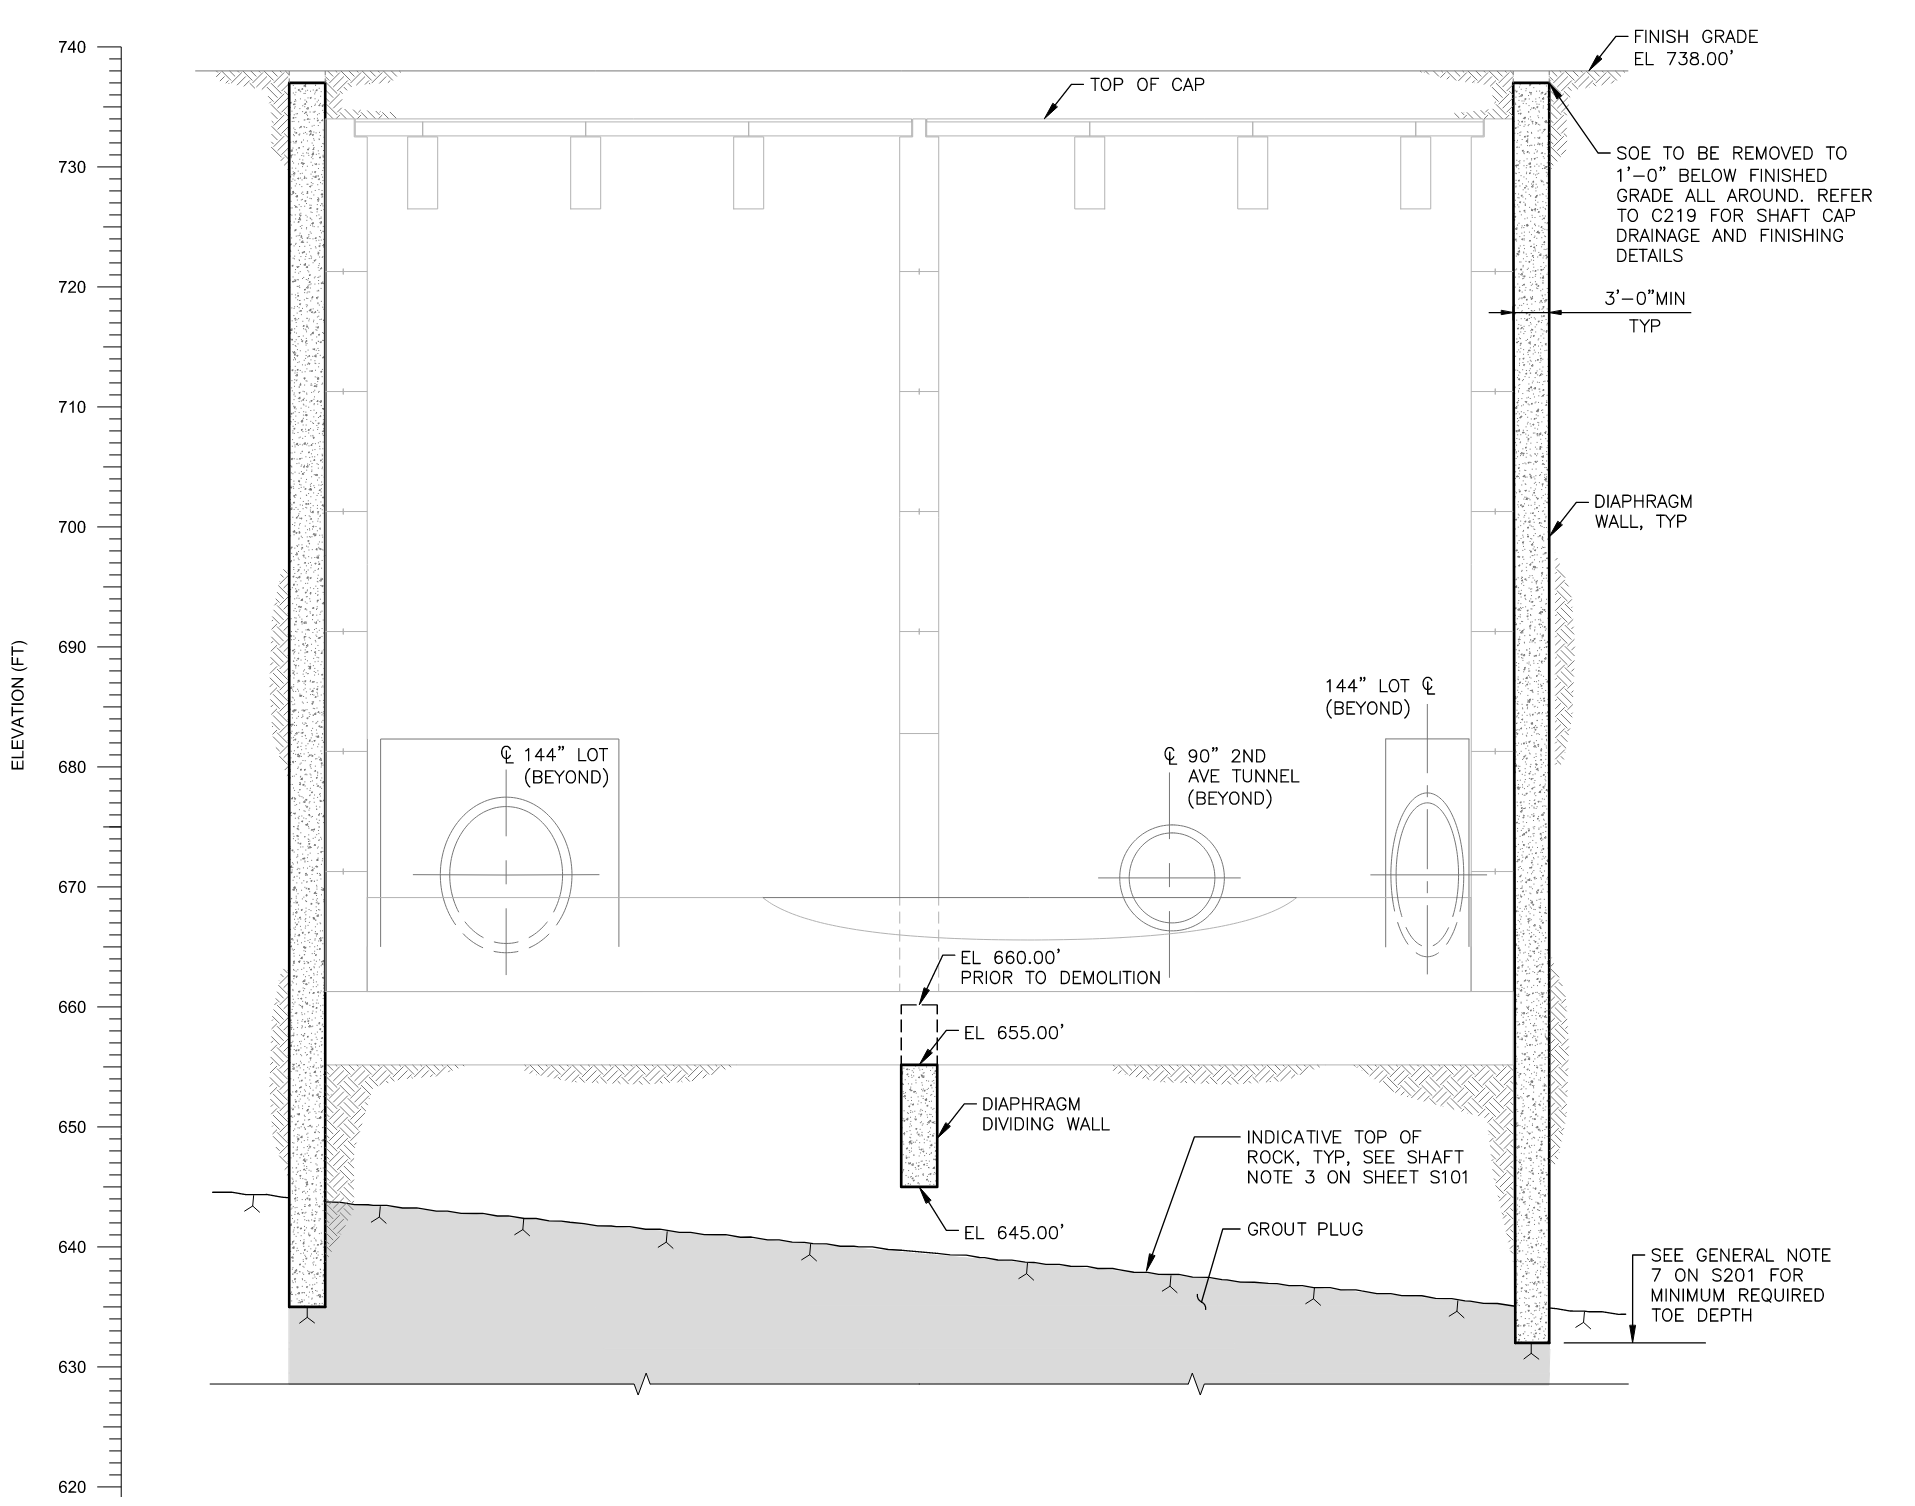 740
730
720
710
700
690
680
670
660
650
640
630
620
ELEVATION (FT)
FINISH GRADE
EL 738.00'
TOP OF CAP
SOE TO BE REMOVED TO
1'-0" BELOW FINISHED
GRADE ALL AROUND. REFER
TO C219 FOR SHAFT CAP
DRAINAGE AND FINISHING
DETAILS
3'-0"MIN
TYP
DIAPHRAGM
WALL, TYP
144" LOT ℄
(BEYOND)
℄ 144" LOT
(BEYOND)
℄ 90" 2ND
AVE TUNNEL
(BEYOND)
EL 660.00'
PRIOR TO DEMOLITION
EL 655.00'
DIAPHRAGM
DIVIDING WALL
INDICATIVE TOP OF
ROCK, TYP, SEE SHAFT
NOTE 3 ON SHEET S101
EL 645.00'
GROUT PLUG
SEE GENERAL NOTE
7 ON S201 FOR
MINIMUM REQUIRED
TOE DEPTH